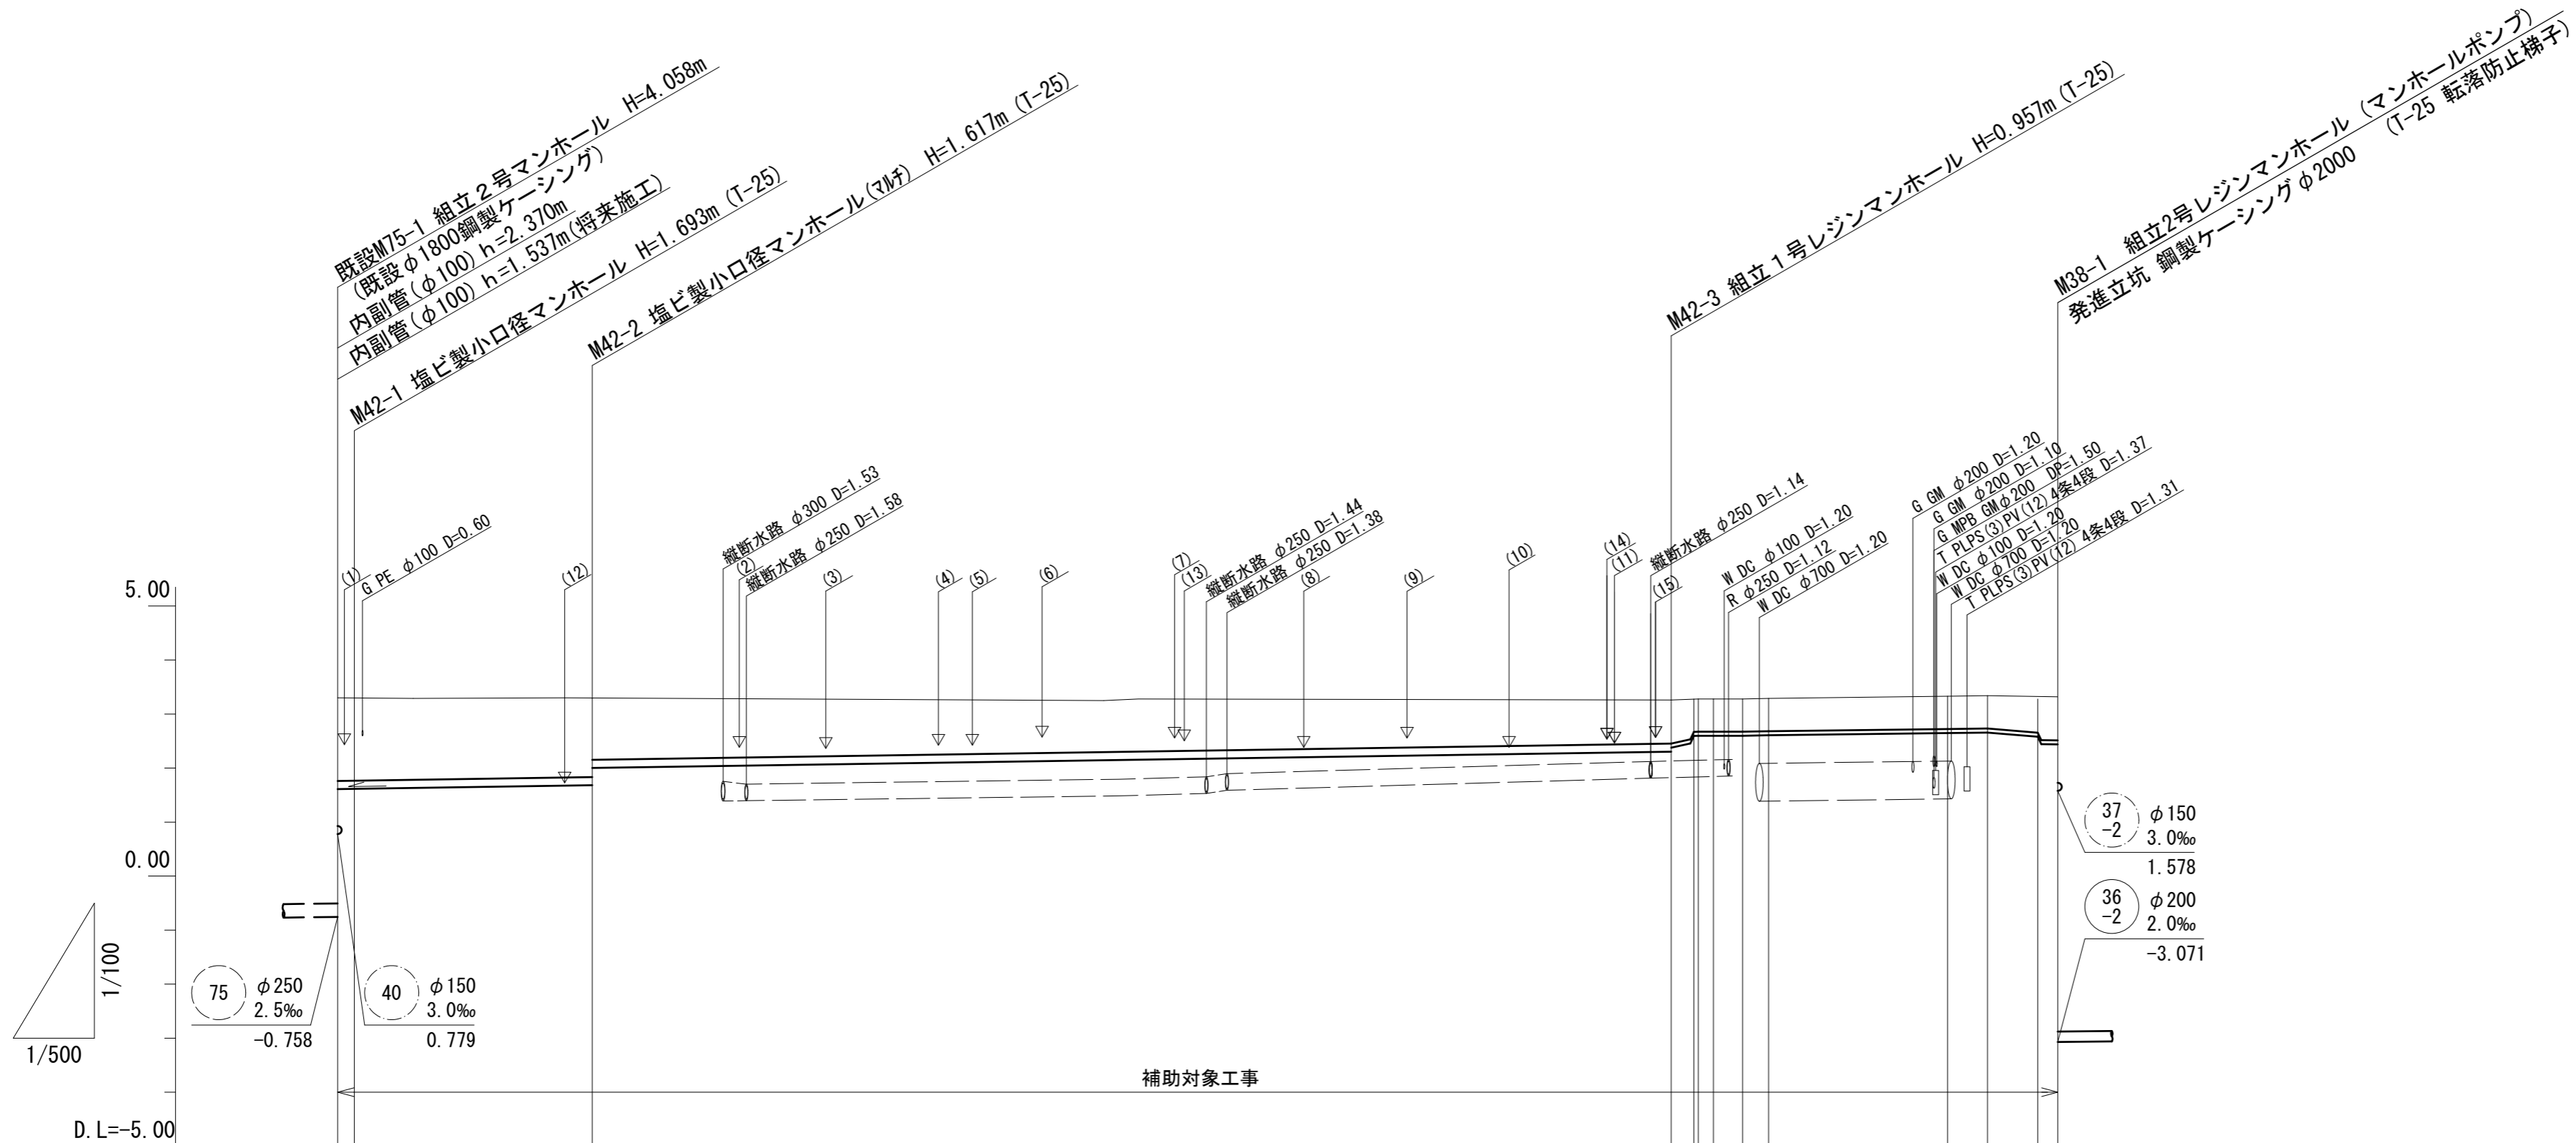 既設M75-1 組立２号マンホール H=4.058m
(既設φ1800鋼製ケーシング)
内副管(φ100) h=2.370m
内副管(φ100) h=1.537m(将来施工)
M42-1 塩ビ製小口径マンホール H=1.693m (T-25)
M42-2 塩ビ製小口径マンホール(マルチ) H=1.617m (T-25)
M42-3 組立１号レジンマンホール H=0.957m (T-25)
M38-1 組立2号レジンマンホール (マンホールポンプ)
発進立坑 鋼製ケーシングφ2000 (T-25 転落防止梯子)
(1)
G PE φ100 D=0.60
(12)
縦断水路 φ300 D=1.53
(2)
縦断水路 φ250 D=1.58
(3)
(4)
(5)
(6)
(7)
(13)
縦断水路 φ250 D=1.44
縦断水路 φ250 D=1.38
(8)
(9)
(10)
(14)
(11)
縦断水路 φ250 D=1.14
(15)
W DC φ100 D=1.20
R φ250 D=1.12
W DC φ700 D=1.20
G GM φ200 D=1.20
G GM φ200 D=1.10
G MPB GMφ200 DP=1.50
T PLPS(3)PV(12)4条4段 D=1.37
W DC φ100 D=1.20
W DC φ700 D=1.20
T PLPS(3)PV(12) 4条4段 D=1.31
5.00
0.00
D.L=-5.00
1/100
1/500
75 φ250
2.5‰
-0.758
40 φ150
3.0‰
0.779
37
-2
φ150
3.0‰
1.578
36
-2
φ200
2.0‰
-3.071
補助対象工事